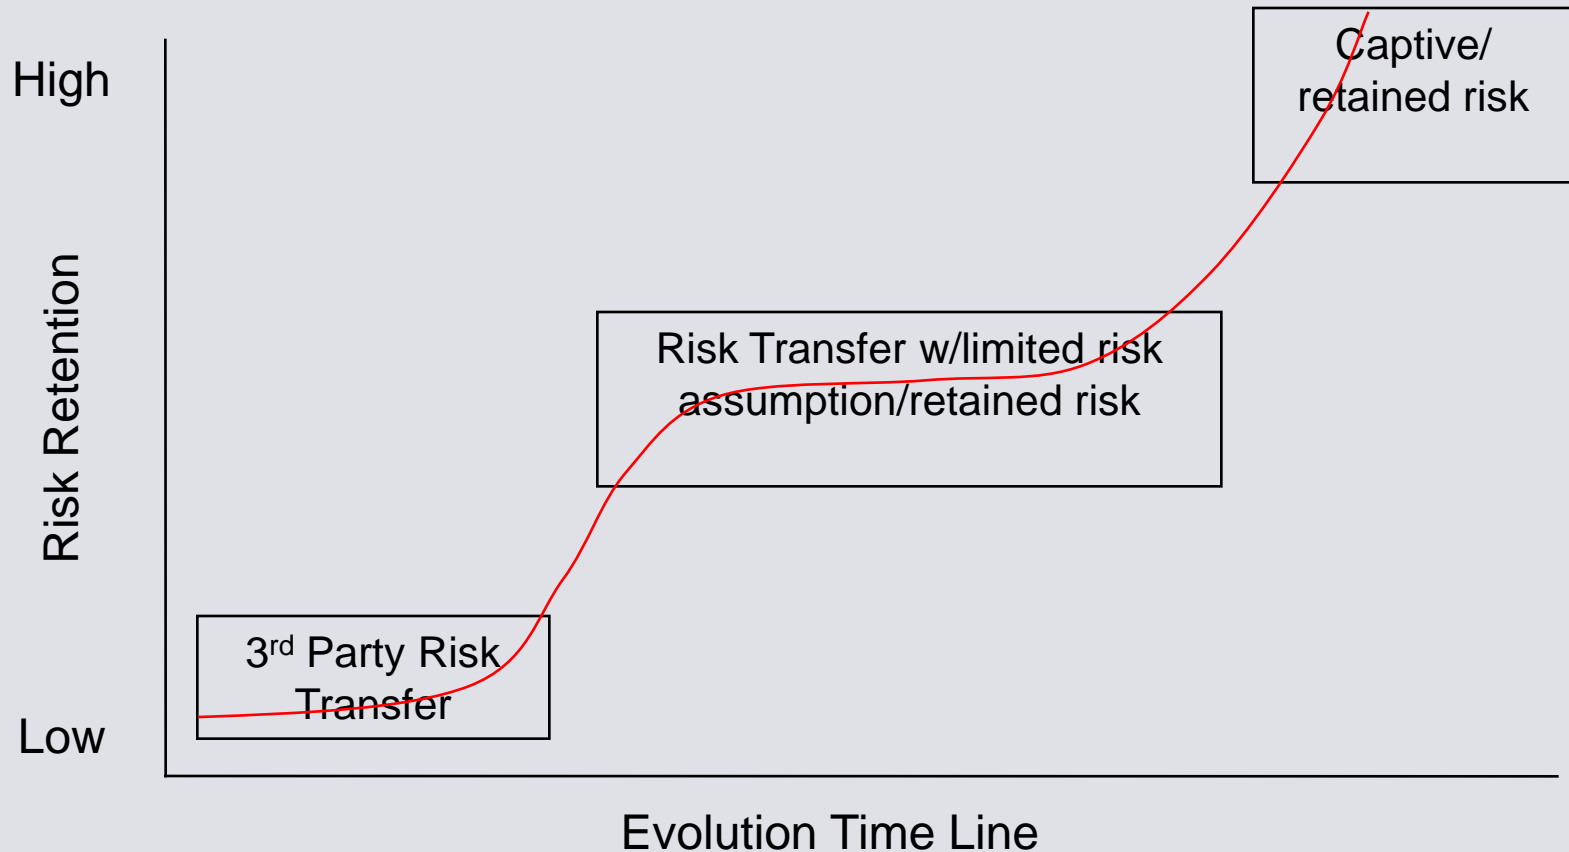 High
Captive/
retained risk
Risk Retention
Risk Transfer w/limited risk
assumption/retained risk
3rd Party Risk
Transfer
Low
Evolution Time Line